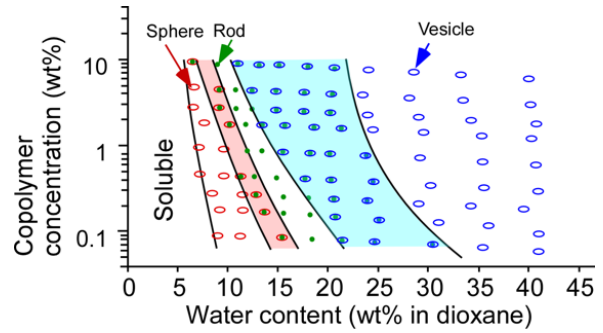 Sphere Rod Vesicle
Copolymer
concentration (wt%)
10
1
0.1
Soluble
0 5 10 15 20 25 30 35 40 45
Water content (wt% in dioxane)